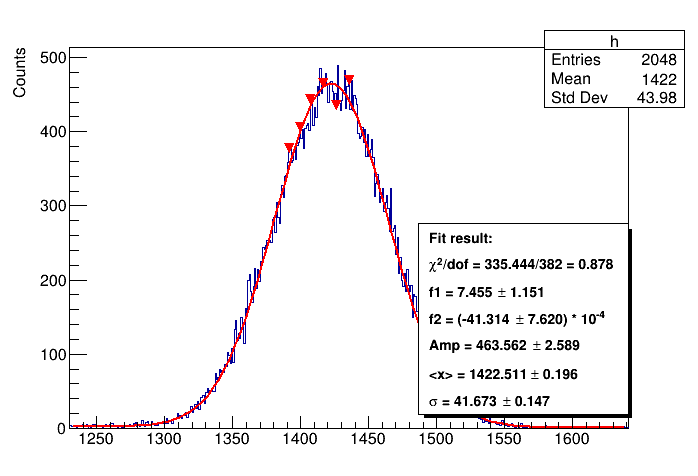 h
Entries 2048
Mean 1422
Std Dev 43.98
Counts
500
400
300
200
100
0
Fit result:
χ²/dof = 335.444/382 = 0.878
f1 = 7.455 ± 1.151
f2 = (-41.314 ± 7.620) * 10⁻⁴
Amp = 463.562 ± 2.589
<x> = 1422.511 ± 0.196
σ = 41.673 ± 0.147
1250 1300 1350 1400 1450 1500 1550 1600